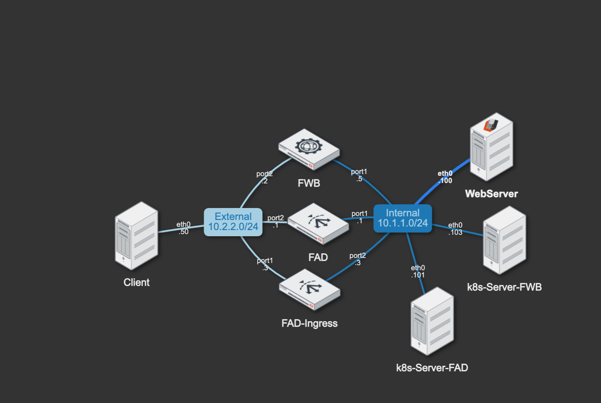 port2
.2
FWB
port1
.5
eth0
.100
WebServer
Client
eth0
.50
External
10.2.2.0/24
port2
.1
FAD
port1
.1
Internal
10.1.1.0/24
eth0
.103
k8s-Server-FWB
port1
.3
FAD-Ingress
port2
.3
eth0
.101
k8s-Server-FAD